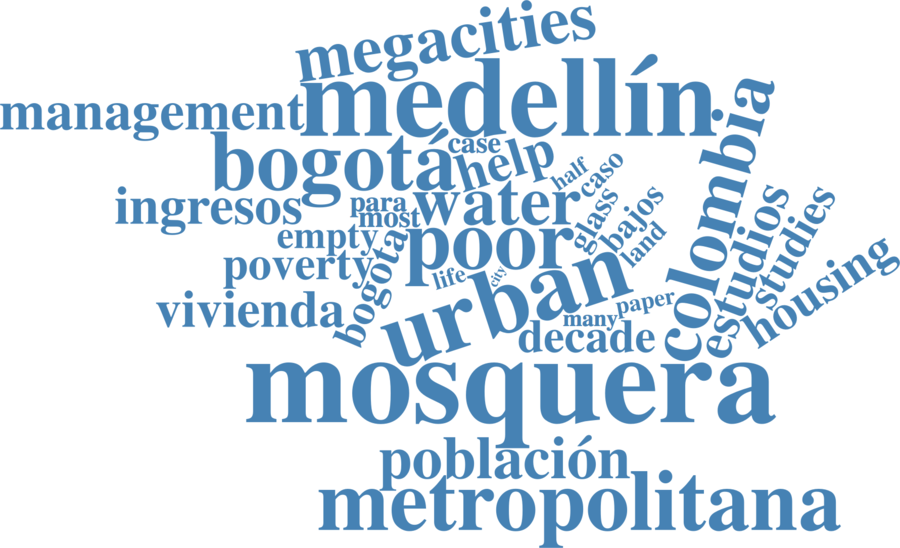 megacities
medellín
management
colombia
bogotá
case
help
half
caso
ingresos
para
most
water
glass
bajos
estudios
studies
empty
bogota
poor
land
poverty
life
city
urban
housing
vivienda
many
paper
decade
mosquera
población
metropolitana